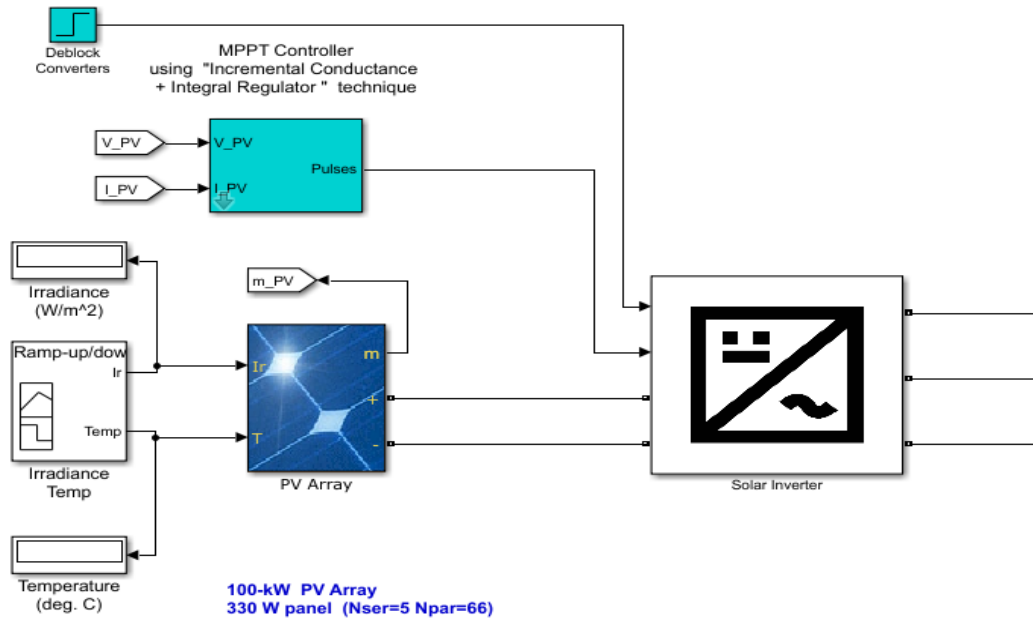 Deblock
Converters
MPPT Controller
using "Incremental Conductance
+ Integral Regulator " technique
V_PV
V_PV
Pulses
I_PV
I_PV
Irradiance
(W/m^2)
m_PV
Ramp-up/dow
Ir
Temp
Irradiance
Temp
Ir
m
+
T
-
PV Array
Solar Inverter
Temperature
(deg. C)
100-kW PV Array
330 W panel (Nser=5 Npar=66)